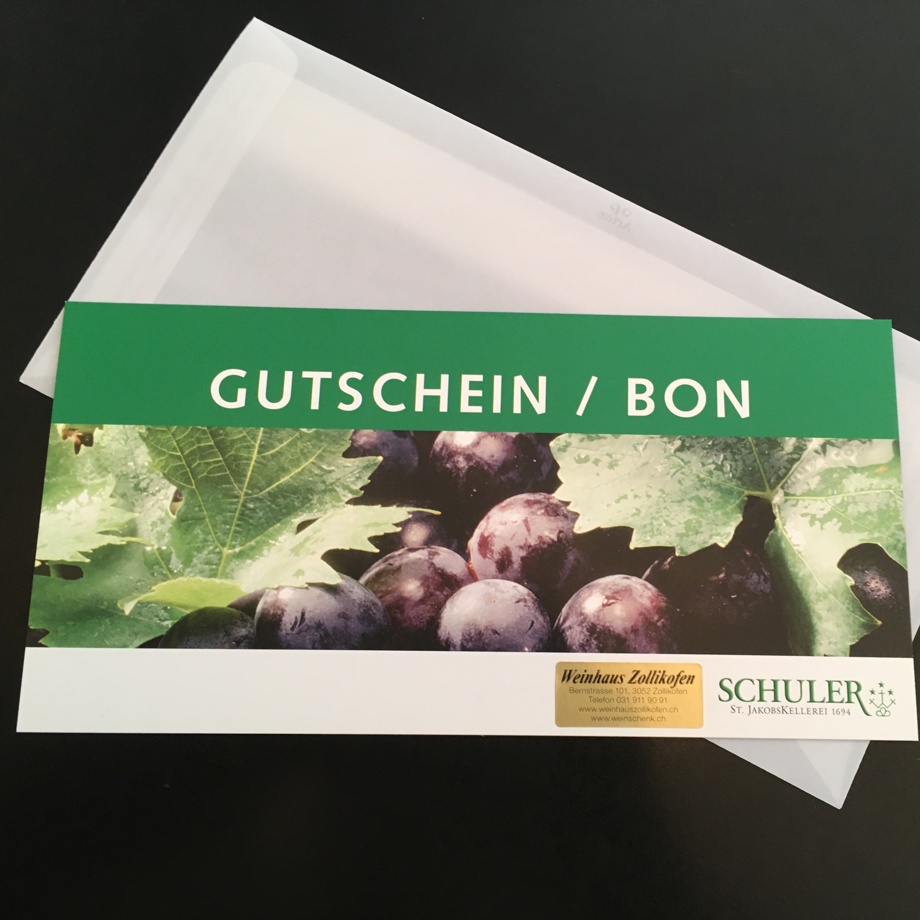 GUTSCHEIN / BON
Weinhaus Zollikofen
Bernstrasse 101, 3052 Zollikofen
Telefon 031 911 90 91
www.weinhauszollikofen.ch
www.weinschenk.ch
SCHULER
ST. JAKOBSKELLEREI 1694